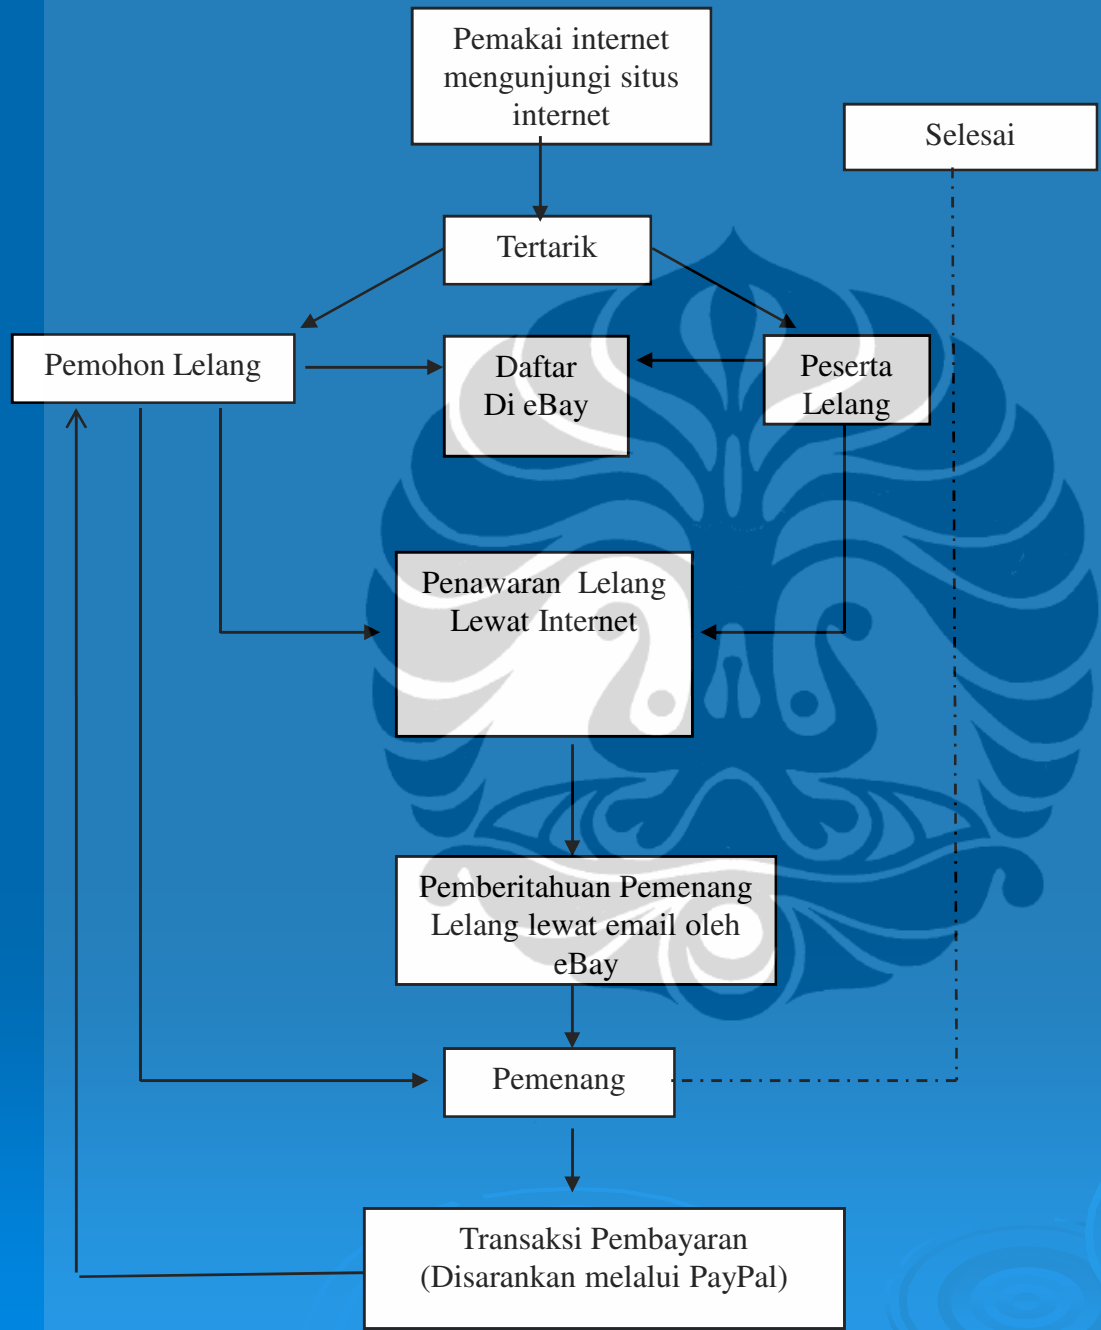 Pemakai internet
mengunjungi situs
internet
Selesai
Tertarik
Pemohon Lelang
Daftar
Di eBay
Peserta
Lelang
Penawaran  Lelang
Lewat Internet
Pemberitahuan Pemenang
Lelang lewat email oleh
eBay
Pemenang
Transaksi Pembayaran
(Disarankan melalui PayPal)